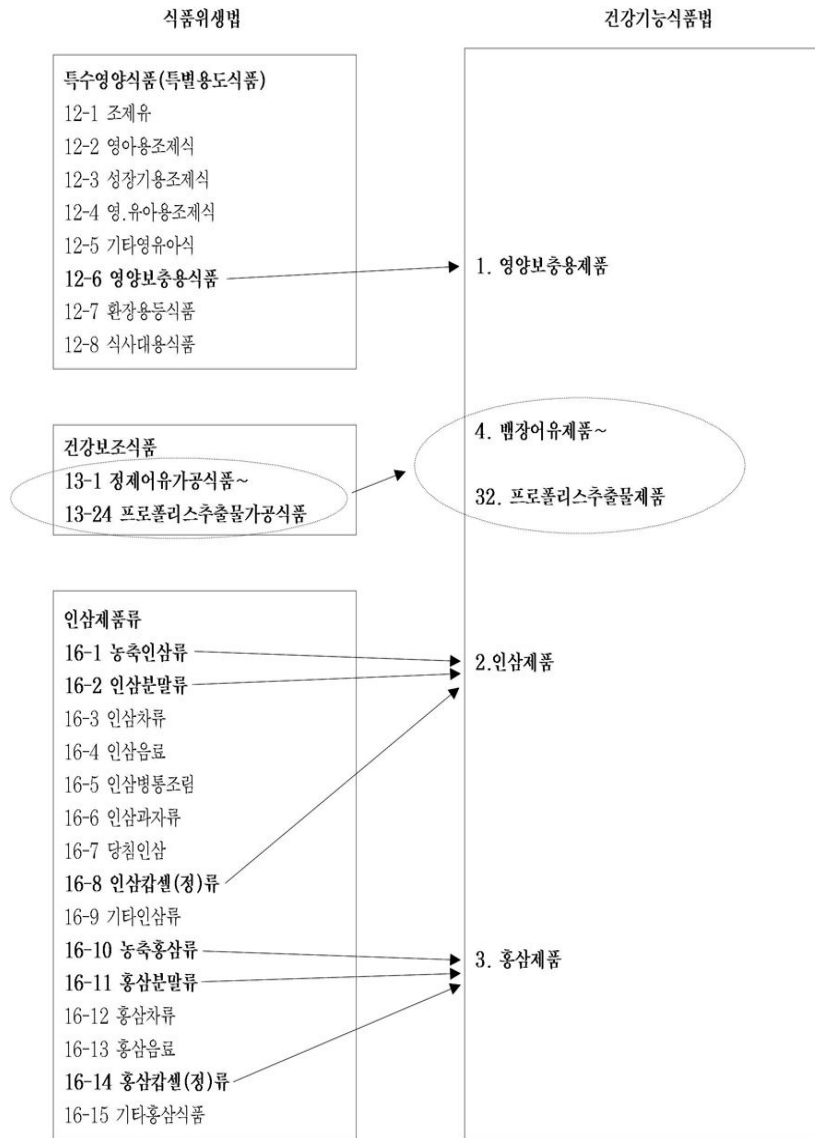 식품위생법
건강기능식품법
특수영양식품(특별용도식품)
12-1 조제유
12-2 영아용조제식
12-3 성장기용조제식
12-4 영.유아용조제식
12-5 기타영유아식
12-6 영양보충용식품
12-7 환장용등식품
12-8 식사대용식품
1. 영양보충용제품
건강보조식품
13-1 정제어유가공식품~
13-24 프로폴리스추출물가공식품
4. 뱀장어유제품~
32. 프로폴리스추출물제품
인삼제품류
16-1 농축인삼류
16-2 인삼분말류
16-3 인삼차류
16-4 인삼음료
16-5 인삼병통조림
16-6 인삼과자류
16-7 당침인삼
16-8 인삼캅셀(정)류
16-9 기타인삼류
16-10 농축홍삼류
16-11 홍삼분말류
16-12 홍삼차류
16-13 홍삼음료
16-14 홍삼캅셀(정)류
16-15 기타홍삼식품
2.인삼제품
3. 홍삼제품